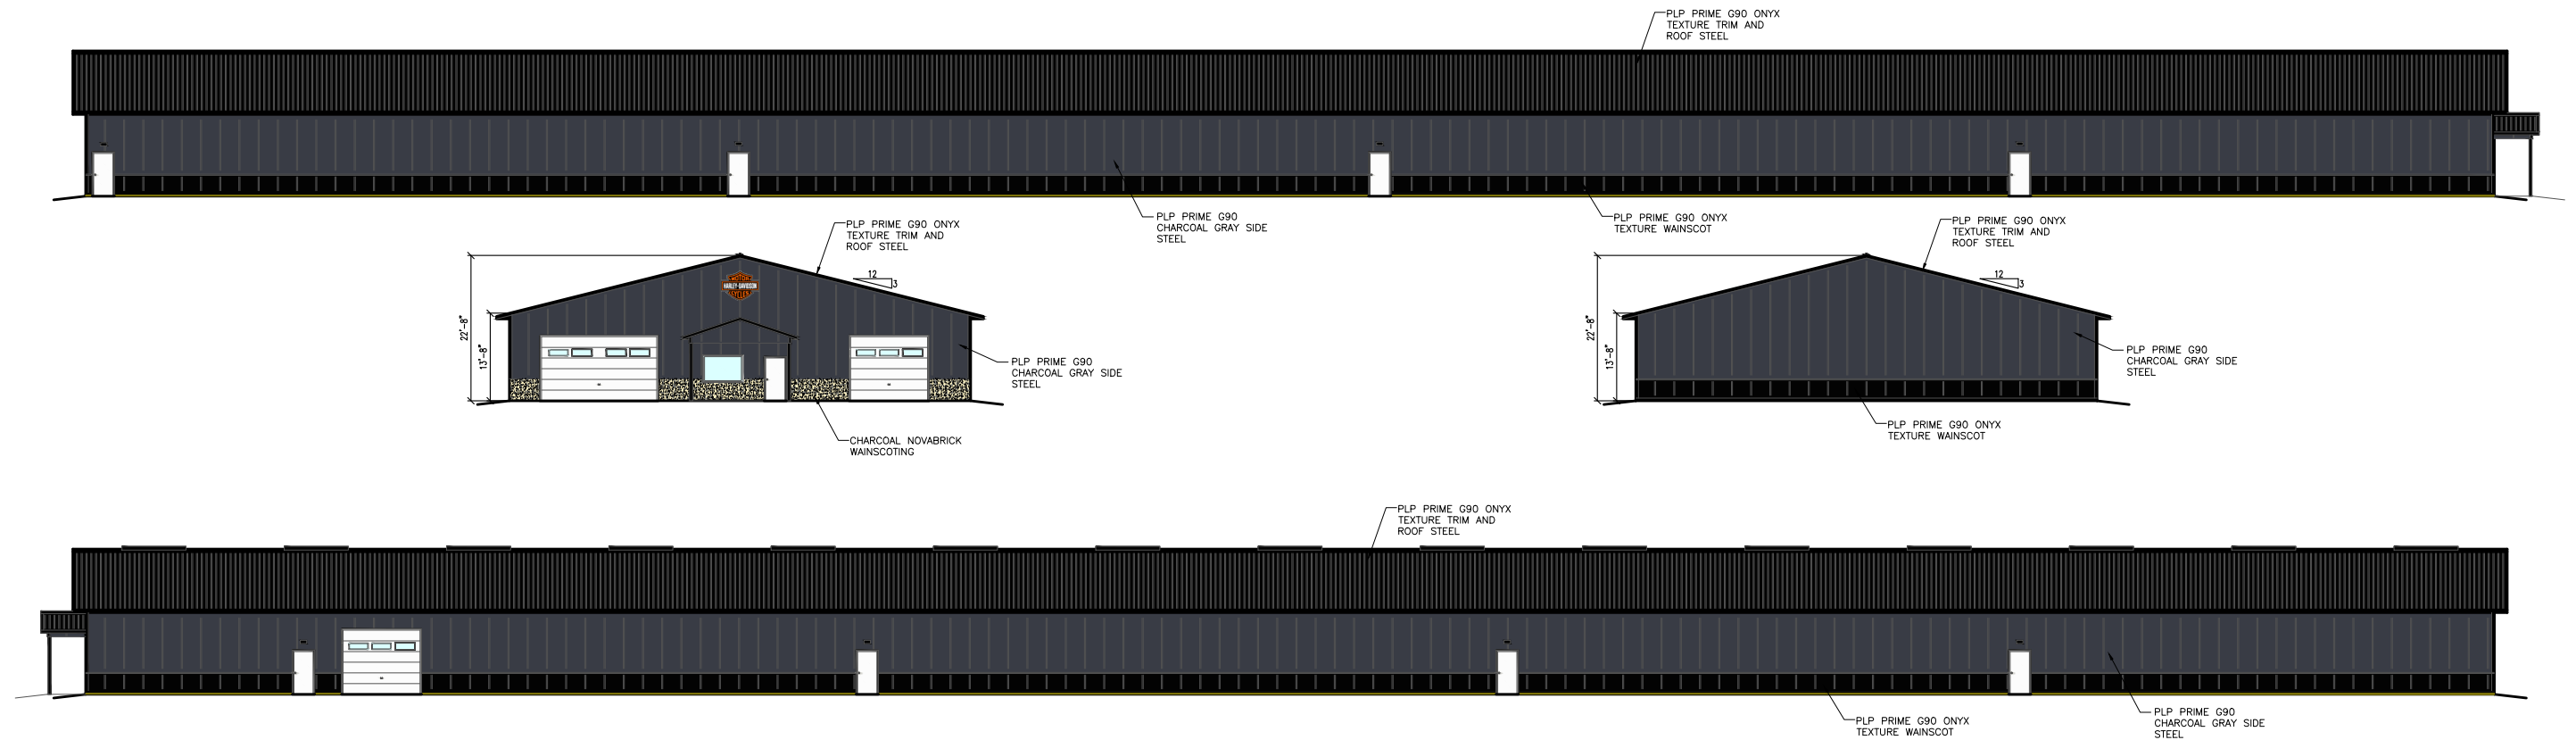 PLP PRIME G90 ONYX
TEXTURE TRIM AND
ROOF STEEL
PLP PRIME G90
CHARCOAL GRAY SIDE
STEEL
PLP PRIME G90 ONYX
TEXTURE WAINSCOT
PLP PRIME G90 ONYX
TEXTURE TRIM AND
ROOF STEEL
12
3
22'-8"
13'-8"
MOTOR
HARLEY-DAVIDSON
CYCLES
PLP PRIME G90
CHARCOAL GRAY SIDE
STEEL
CHARCOAL NOVABRICK
WAINSCOTING
PLP PRIME G90 ONYX
TEXTURE TRIM AND
ROOF STEEL
12
3
22'-8"
13'-8"
PLP PRIME G90
CHARCOAL GRAY SIDE
STEEL
PLP PRIME G90 ONYX
TEXTURE WAINSCOT
PLP PRIME G90 ONYX
TEXTURE TRIM AND
ROOF STEEL
PLP PRIME G90 ONYX
TEXTURE WAINSCOT
PLP PRIME G90
CHARCOAL GRAY SIDE
STEEL